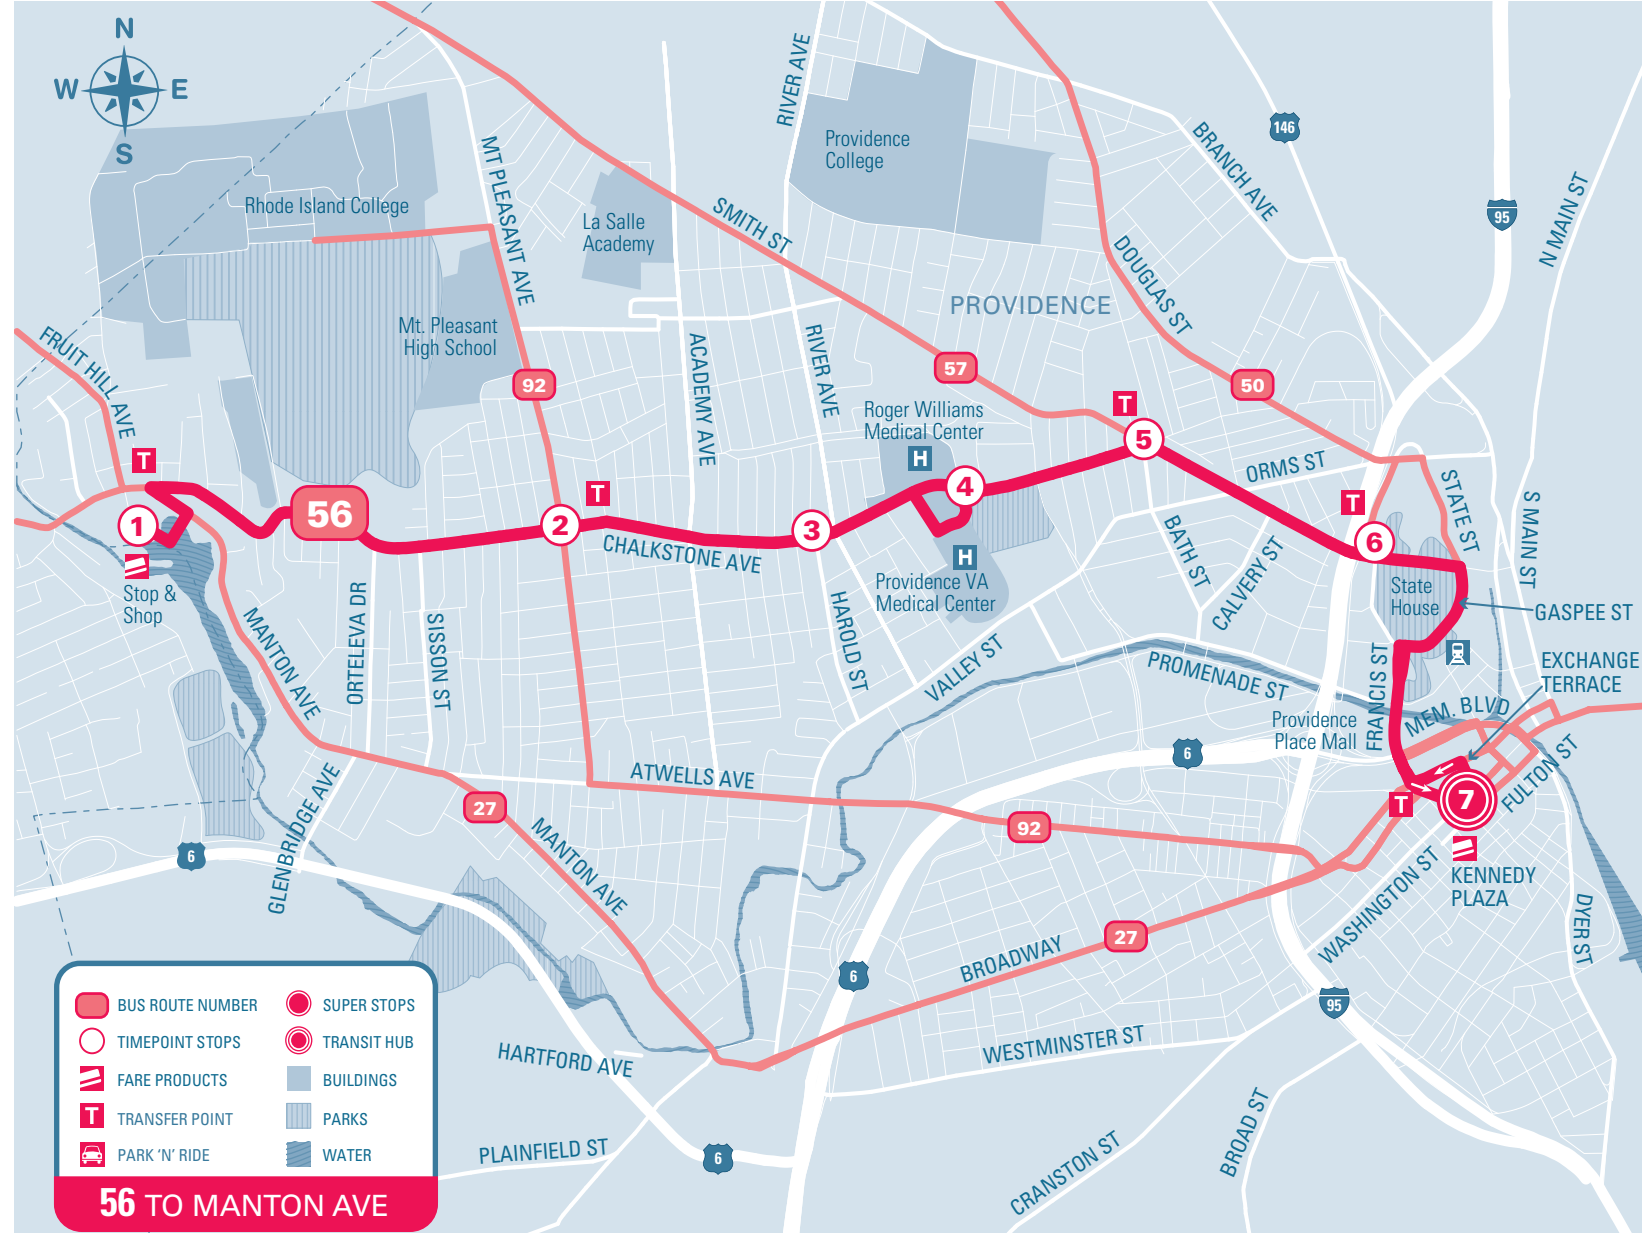 N
W
E
S
146
95
RIVER AVE
Providence
College
BRANCH AVE
N MAIN ST
MT PLEASANT AVE
Rhode Island College
La Salle
Academy
SMITH ST
DOUGLAS ST
PROVIDENCE
FRUIT HILL AVE
Mt. Pleasant
High School
92
ACADEMY AVE
RIVER AVE
57
50
Roger Williams
Medical Center
H
T
5
T
4
ORMS ST
STATE ST
S MAIN ST
1
56
2
T
3
T
6
CHALKSTONE AVE
BATH ST
CALVERY ST
H
Providence VA
Medical Center
State
House
GASPEE ST
Stop &
Shop
MANTON AVE
ORTELEVA DR
SISSON ST
HAROLD ST
VALLEY ST
PROMENADE ST
FRANCIS ST
EXCHANGE
TERRACE
MEM. BLVD
Providence
Place Mall
6
ATWELLS AVE
FULTON ST
7
T
27
92
GLENBRIDGE AVE
6
MANTON AVE
WASHINGTON ST
KENNEDY
PLAZA
DYER ST
27
BROADWAY
6
95
HARTFORD AVE
WESTMINSTER ST
PLAINFIELD ST
6
CRANSTON ST
BROAD ST
BUS ROUTE NUMBER
SUPER STOPS
TIMEPOINT STOPS
TRANSIT HUB
FARE PRODUCTS
BUILDINGS
T
TRANSFER POINT
PARKS
PARK 'N' RIDE
WATER
56 TO MANTON AVE